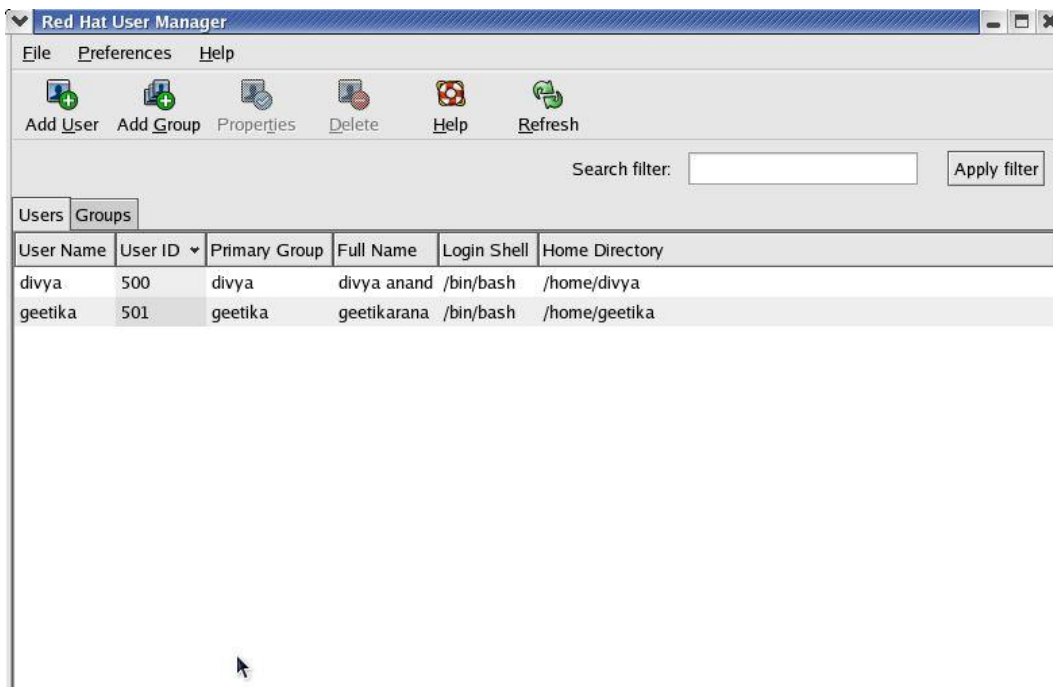 Red Hat User Manager
File Preferences Help
Add User Add Group Properties Delete Help Refresh
Search filter: Apply filter
Users Groups
User Name User ID Primary Group Full Name Login Shell Home Directory
divya 500 divya divya anand /bin/bash /home/divya
geetika 501 geetika geetikarana /bin/bash /home/geetika